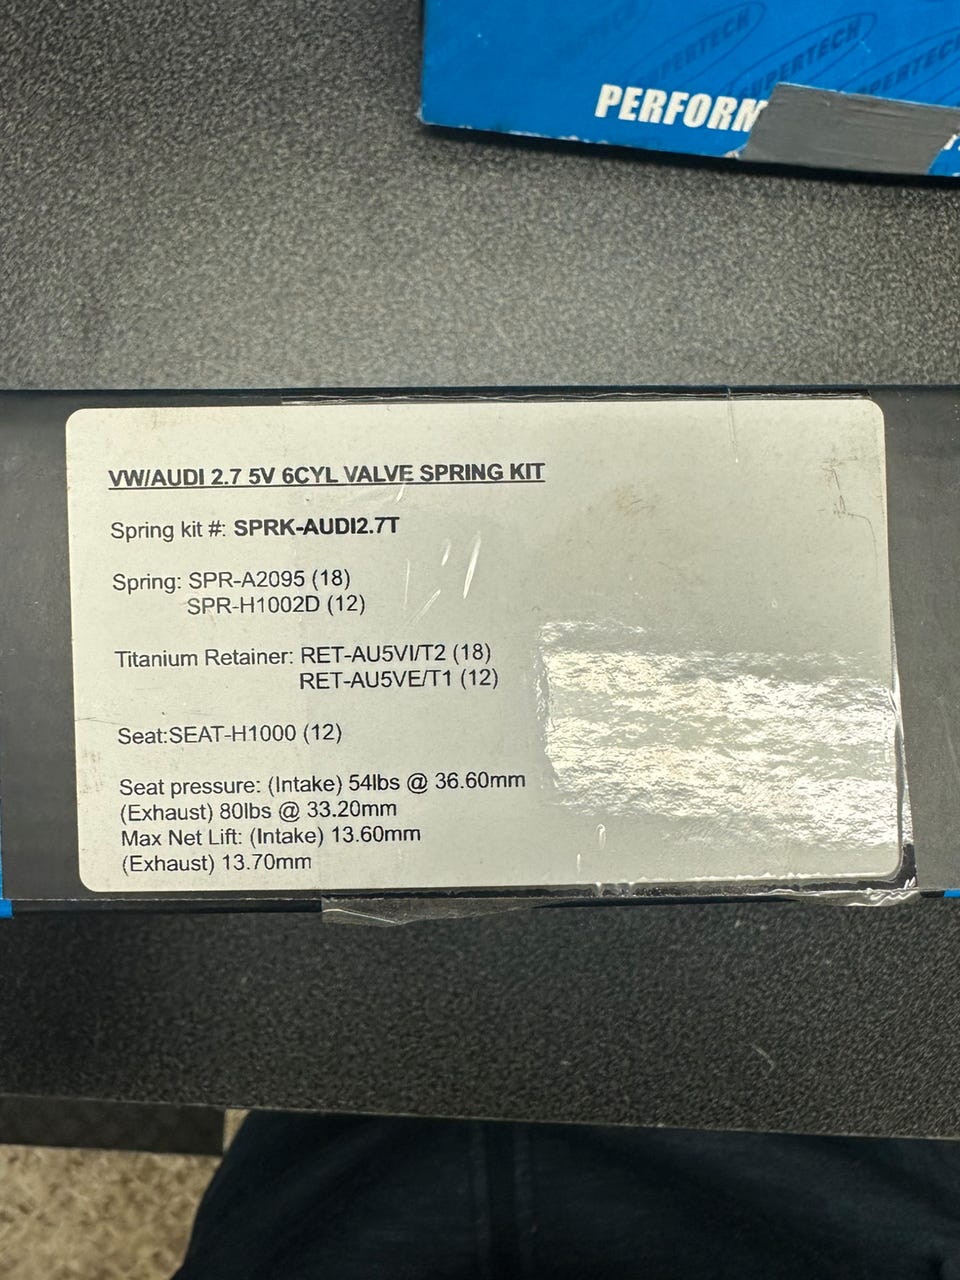 SUPERTECH SUPERTECH
PERFORM
VW/AUDI 2.7 5V 6CYL VALVE SPRING KIT
Spring kit #: SPRK-AUDI2.7T
Spring: SPR-A2095 (18)
SPR-H1002D (12)
Titanium Retainer: RET-AU5VI/T2 (18)
RET-AU5VE/T1 (12)
Seat:SEAT-H1000 (12)
Seat pressure: (Intake) 54lbs @ 36.60mm
(Exhaust) 80lbs @ 33.20mm
Max Net Lift: (Intake) 13.60mm
(Exhaust) 13.70mm